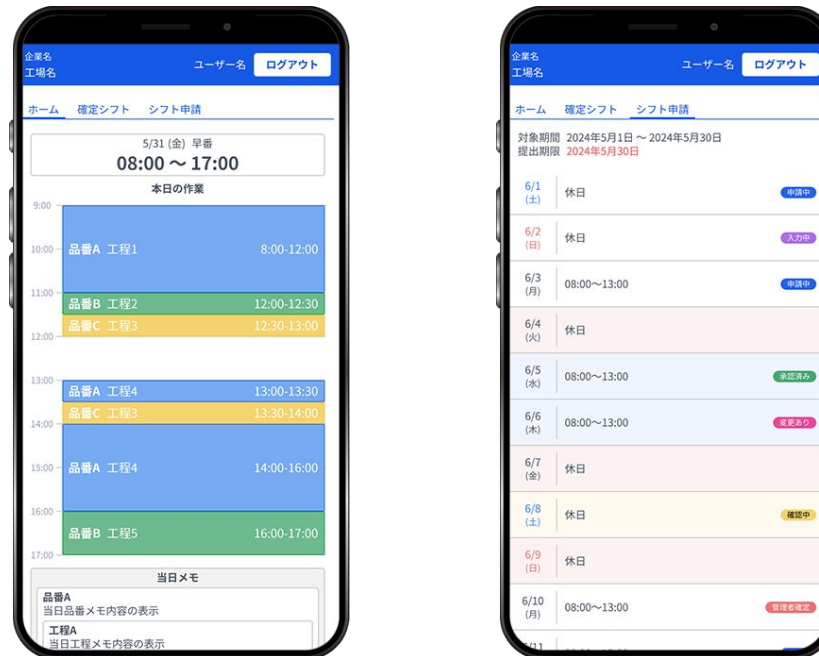 企業名
工場名
ユーザー名 ログアウト
ホーム 確定シフト シフト申請
5/31 (金) 早番
08:00 ～ 17:00
本日の作業
9:00
10:00 品番A 工程1 8:00-12:00
11:00
品番B 工程2 12:00-12:30
品番C 工程3 12:30-13:00
12:00
13:00
品番A 工程4 13:00-13:30
品番C 工程3 13:30-14:00
14:00
15:00 品番A 工程4 14:00-16:00
16:00
品番B 工程5 16:00-17:00
17:00
当日メモ
品番A
当日品番メモ内容の表示
工程A
当日工程メモ内容の表示
企業名
工場名
ユーザー名 ログアウト
ホーム 確定シフト シフト申請
対象期間 2024年5月1日 ～ 2024年5月30日
提出期限 2024年5月30日
6/1
(土) 休日 申請中
6/2
(日) 休日 入力中
6/3
(月) 08:00～13:00 申請中
6/4
(火) 休日
6/5
(水) 08:00～13:00 承認済み
6/6
(木) 08:00～13:00 変更あり
6/7
(金) 休日
6/8
(土) 休日 確認中
6/9
(日) 休日
6/10
(月) 08:00～13:00 管理者確定